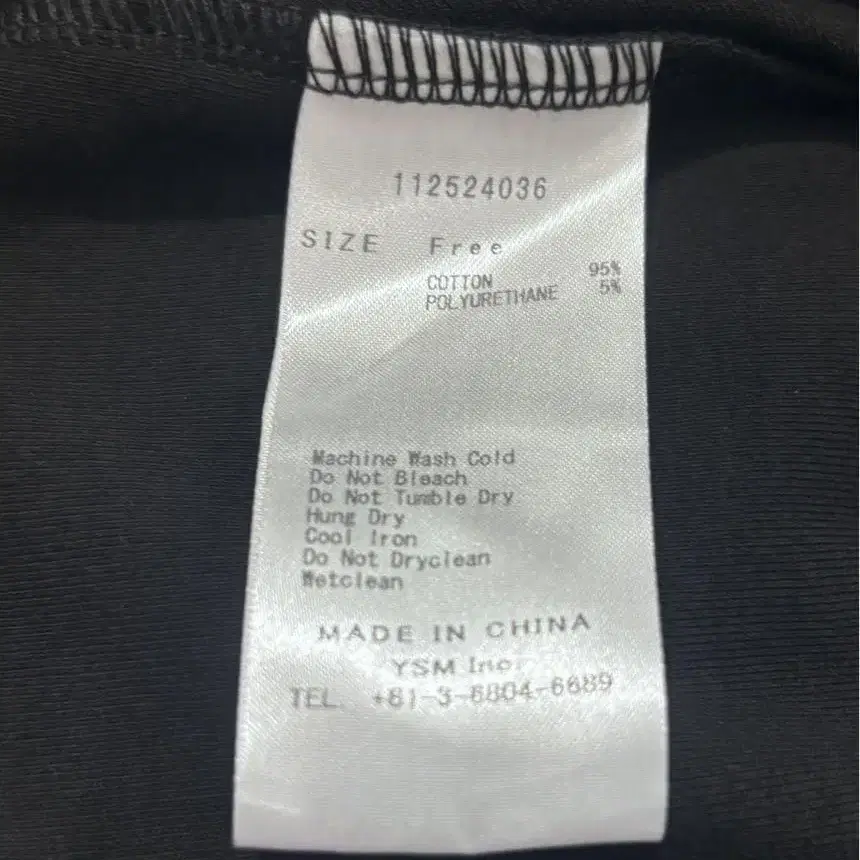 112524036
SIZE Free
COTTON 95%
POLYURETHANE 5%
Machine Wash Cold
Do Not Bleach
Do Not Tumble Dry
Hung Dry
Cool Iron
Do Not Dryclean
Wetclean
MADE IN CHINA
YSM Inc.
TEL. +81-3-6804-6689